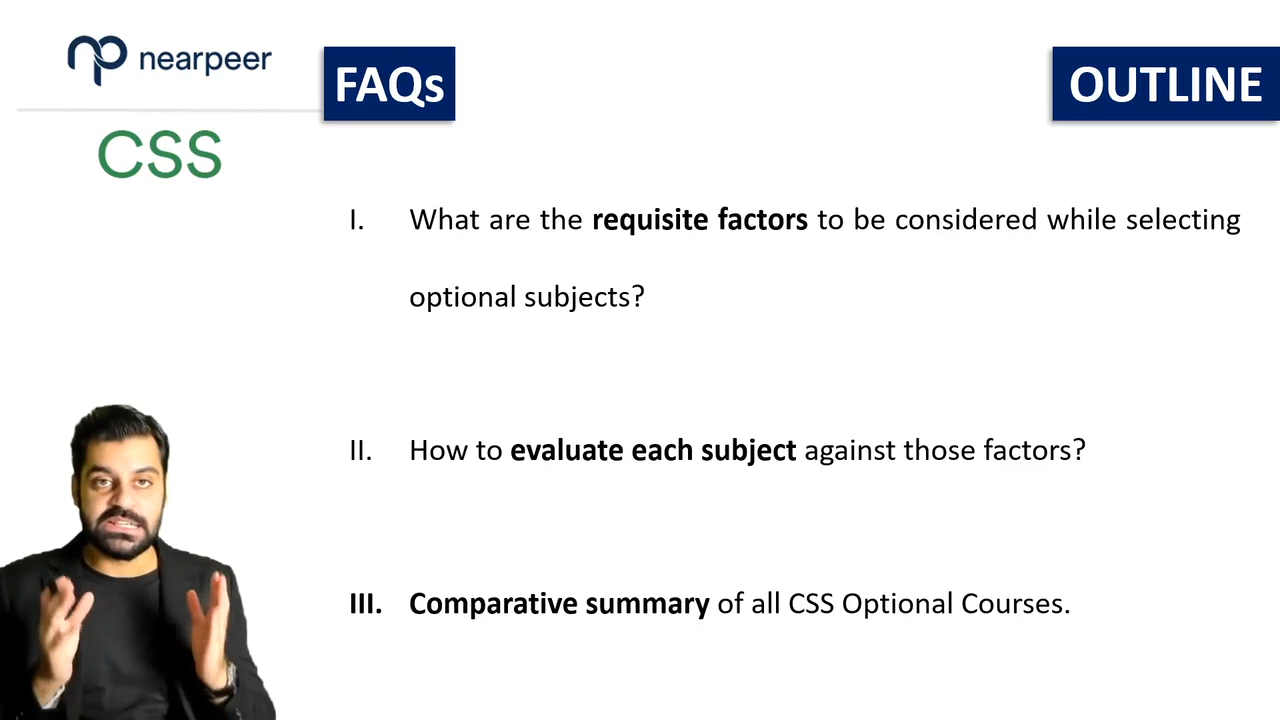 nearpeer
FAQs
OUTLINE
CSS
I. What are the requisite factors to be considered while selecting
optional subjects?
II. How to evaluate each subject against those factors?
III. Comparative summary of all CSS Optional Courses.